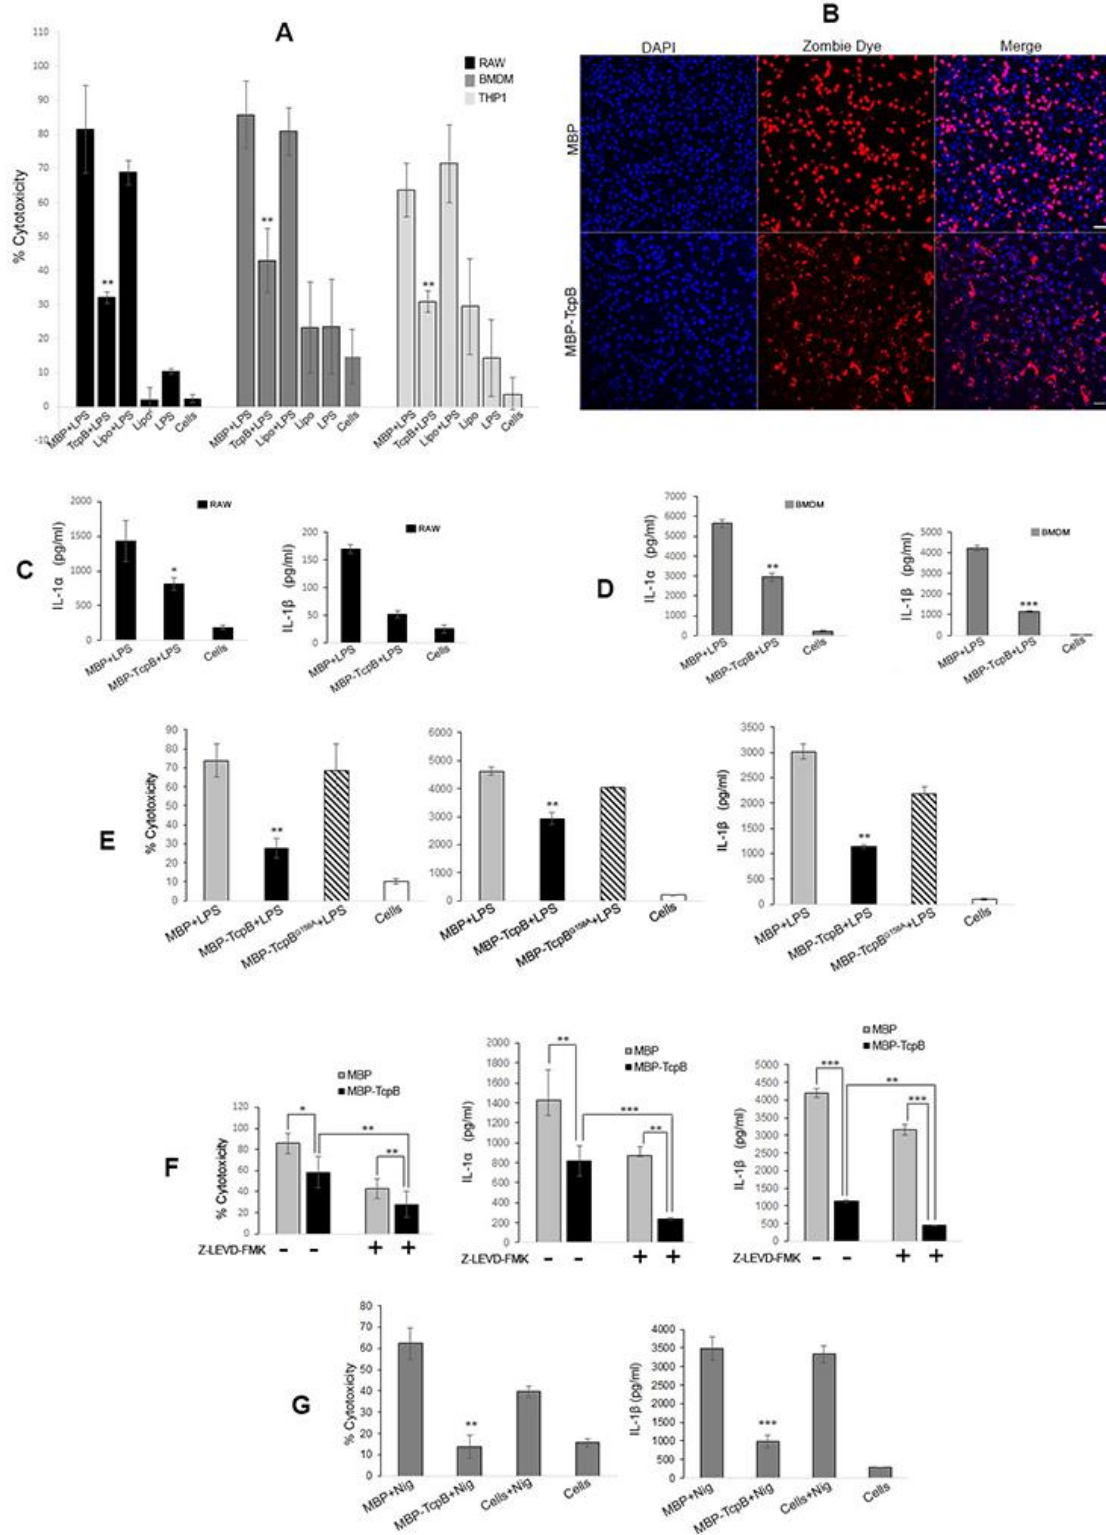 A
110
100
90
80
70
60
50
40
30
20
10
0
-10
% Cytotoxicity
RAW
BMDM
THP1
**
**
**
MBP+LPS
TcpB+LPS
Lipo+LPS
Lipo
LPS
Cells
MBP+LPS
TcpB+LPS
Lipo+LPS
Lipo
LPS
Cells
MBP+LPS
TcpB+LPS
Lipo+LPS
Lipo
LPS
Cells
B
DAPI
Zombie Dye
Merge
MBP
MBP-TcpB
C
2000
1500
1000
500
0
IL-1α (pg/ml)
RAW
*
MBP+LPS
MBP-TcpB+LPS
Cells
200
150
100
50
0
IL-1β (pg/ml)
RAW
MBP+LPS
MBP-TcpB+LPS
Cells
D
7000
6000
5000
4000
3000
2000
1000
0
IL-1α (pg/ml)
BMDM
**
MBP+LPS
MBP-TcpB+LPS
Cells
5000
4000
3000
2000
1000
0
IL-1β (pg/ml)
BMDM
***
MBP+LPS
MBP-TcpB+LPS
Cells
E
90
80
70
60
50
40
30
20
10
0
% Cytotoxicity
**
MBP+LPS
MBP-TcpB+LPS
MBP-TcpBG158A+LPS
Cells
6000
5000
4000
3000
2000
1000
0
**
MBP+LPS
MBP-TcpB+LPS
MBP-TcpBG158A+LPS
Cells
3500
3000
2500
2000
1500
1000
500
0
IL-1β (pg/ml)
**
MBP+LPS
MBP-TcpB+LPS
MBP-TcpBG158A+LPS
Cells
F
120
100
80
60
40
20
0
% Cytotoxicity
MBP
MBP-TcpB
*
**
**
Z-LEVD-FMK - - + +
2000
1800
1600
1400
1200
1000
800
600
400
200
0
IL-1α (pg/ml)
MBP
MBP-TcpB
**
***
**
Z-LEVD-FMK - - + +
5000
4500
4000
3500
3000
2500
2000
1500
1000
500
0
IL-1β (pg/ml)
MBP
MBP-TcpB
***
**
***
Z-LEVD-FMK - - + +
G
80
70
60
50
40
30
20
10
0
% Cytotoxicity
**
MBP+Nig
MBP-TcpB+Nig
Cells+Nig
Cells
4000
3500
3000
2500
2000
1500
1000
500
0
IL-1β (pg/ml)
***
MBP+Nig
MBP-TcpB+Nig
Cells+Nig
Cells